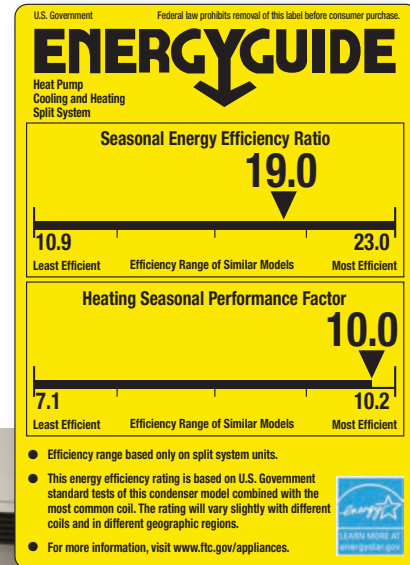 U.S. Government Federal law prohibits removal of this label before consumer purchase.
ENERGYGUIDE
Heat Pump
Cooling and Heating
Split System
Seasonal Energy Efficiency Ratio
19.0
10.9 23.0
Least Efficient Efficiency Range of Similar Models Most Efficient
Heating Seasonal Performance Factor
10.0
7.1 10.2
Least Efficient Efficiency Range of Similar Models Most Efficient
● Efficiency range based only on split system units.
● This energy efficiency rating is based on U.S. Government
standard tests of this condenser model combined with the
most common coil. The rating will vary slightly with different
coils and in different geographic regions.
● For more information, visit www.ftc.gov/appliances.
energy
LEARN MORE AT
energystar.gov